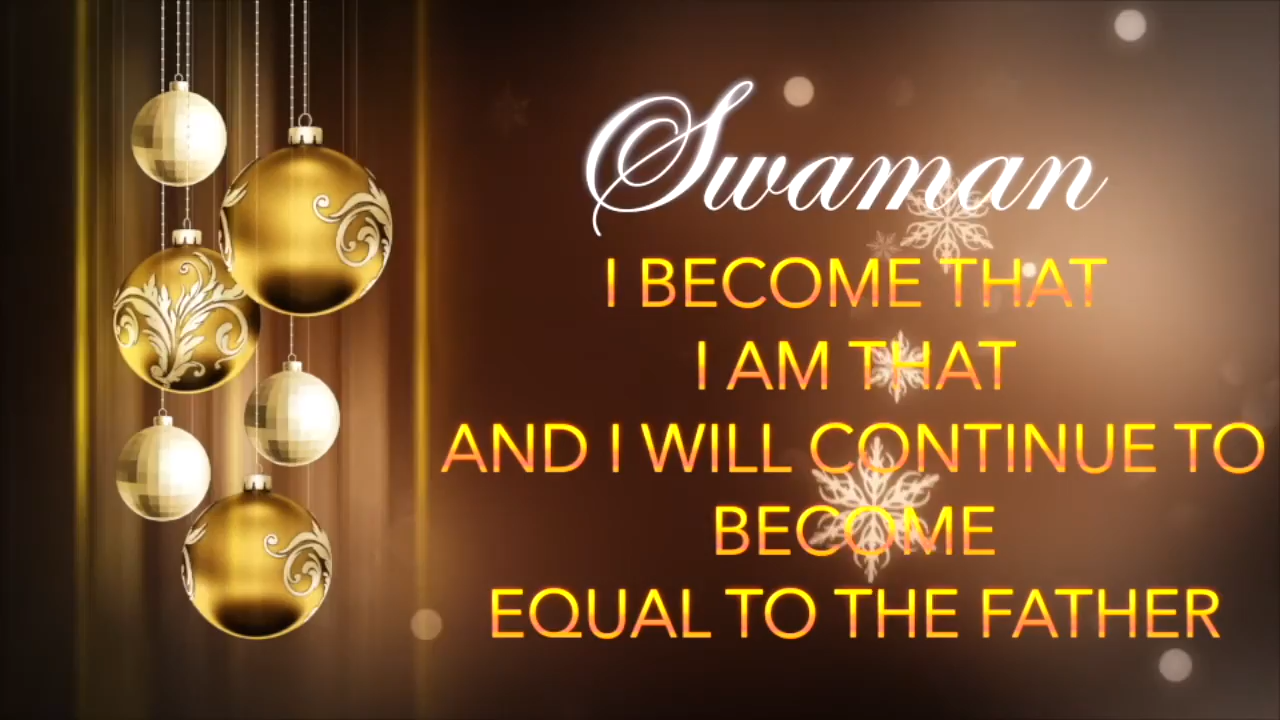 Swaman
I BECOME THAT
I AM THAT
AND I WILL CONTINUE TO
BECOME
EQUAL TO THE FATHER